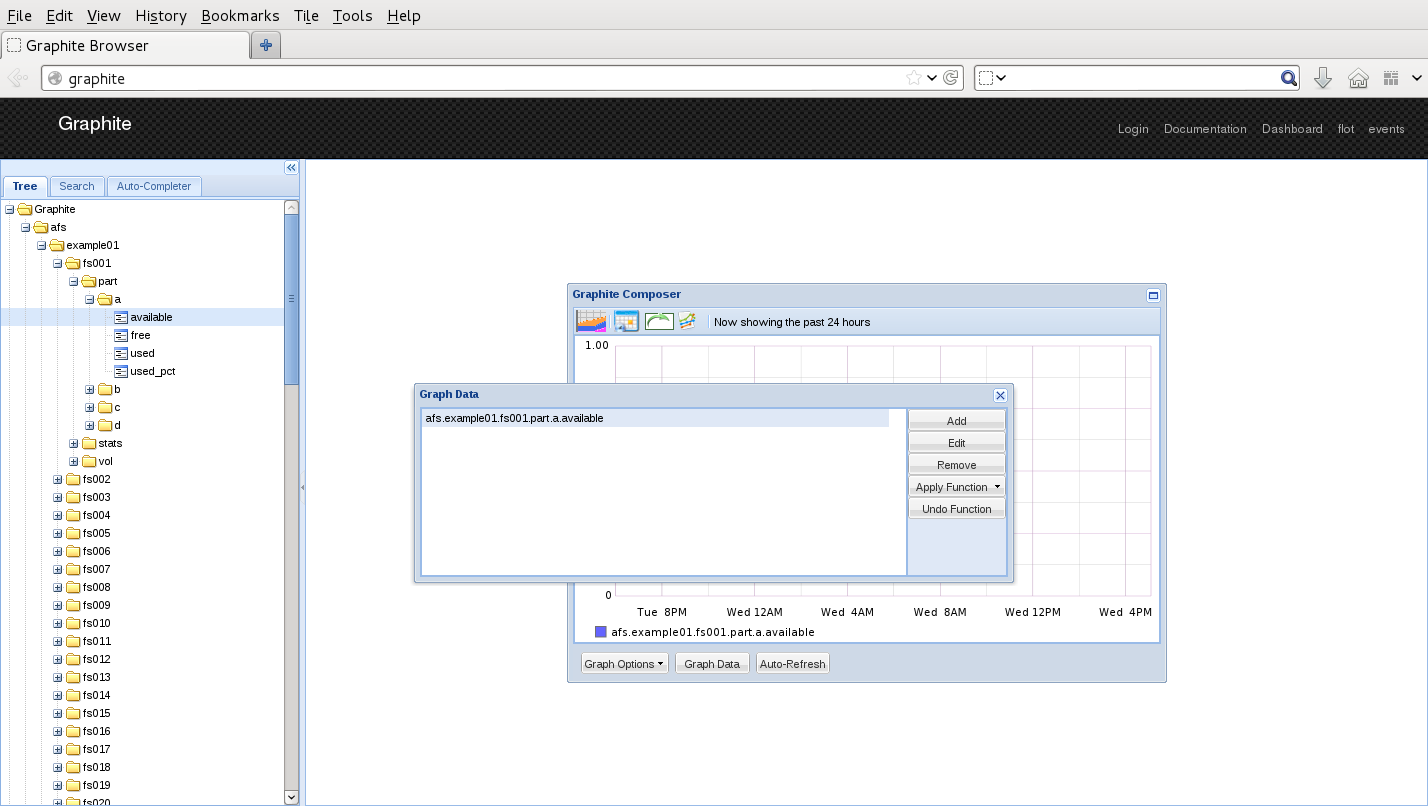 File Edit View History Bookmarks Tile Tools Help
Graphite Browser
graphite
Graphite
Login Documentation Dashboard flot events
Tree Search Auto-Completer
Graphite
afs
example01
fs001
part
a
available
free
used
used_pct
b
c
d
stats
vol
fs002
fs003
fs004
fs005
fs006
fs007
fs008
fs009
fs010
fs011
fs012
fs013
fs014
fs015
fs016
fs017
fs018
fs019
fs020
Graphite Composer
Now showing the past 24 hours
1.00
Graph Data
afs.example01.fs001.part.a.available
Add
Edit
Remove
Apply Function
Undo Function
0
Tue 8PM Wed 12AM Wed 4AM Wed 8AM Wed 12PM Wed 4PM
afs.example01.fs001.part.a.available
Graph Options Graph Data Auto-Refresh